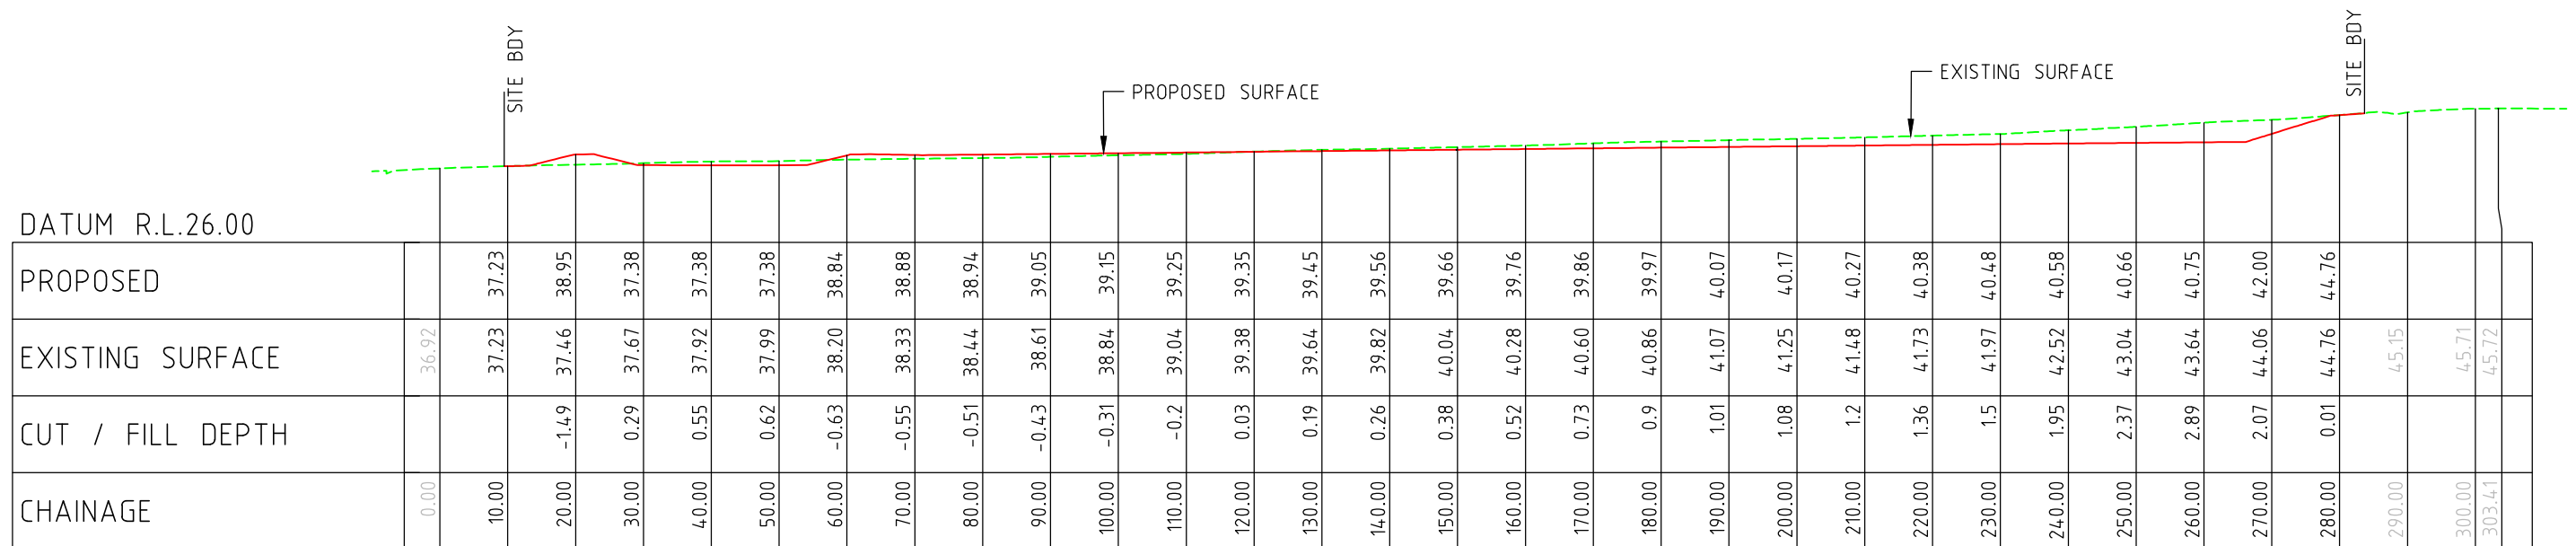 SITE BDY
PROPOSED SURFACE
EXISTING SURFACE
SITE BDY
DATUM R.L.26.00
PROPOSED 37.23 38.95 37.38 37.38 37.38 38.84 38.88 38.94 39.05 39.15 39.25 39.35 39.45 39.56 39.66 39.76 39.86 39.97 40.07 40.17 40.27 40.38 40.48 40.58 40.66 40.75 42.00 44.76
EXISTING SURFACE 36.92 37.23 37.46 37.67 37.92 37.99 38.20 38.33 38.44 38.61 38.84 39.04 39.38 39.64 39.82 40.04 40.28 40.60 40.86 41.07 41.25 41.48 41.73 41.97 42.52 43.04 43.64 44.06 44.76 45.15 45.71 45.72
CUT / FILL DEPTH -1.49 0.29 0.55 0.62 -0.63 -0.55 -0.51 -0.43 -0.31 -0.2 0.03 0.19 0.26 0.38 0.52 0.73 0.9 1.01 1.08 1.2 1.36 1.5 1.95 2.37 2.89 2.07 0.01
CHAINAGE 0.00 10.00 20.00 30.00 40.00 50.00 60.00 70.00 80.00 90.00 100.00 110.00 120.00 130.00 140.00 150.00 160.00 170.00 180.00 190.00 200.00 210.00 220.00 230.00 240.00 250.00 260.00 270.00 280.00 290.00 300.00 303.41